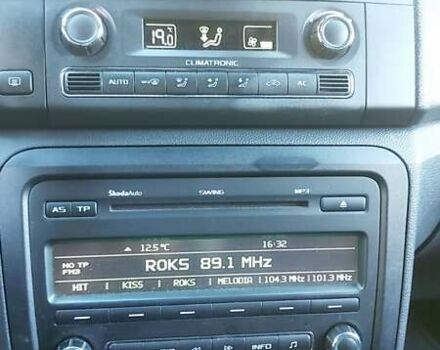 19.0°C
CLIMATRONIC
AUTO AC
ŠkodaAuto SWING MP3
AS TP
12.5°C 16:32
NO TP
FM3
ROKS 89.1 MHz
HIT | KISS | ROKS | MELODIA | 104.3 MHz | 101.3 MHz
INFO